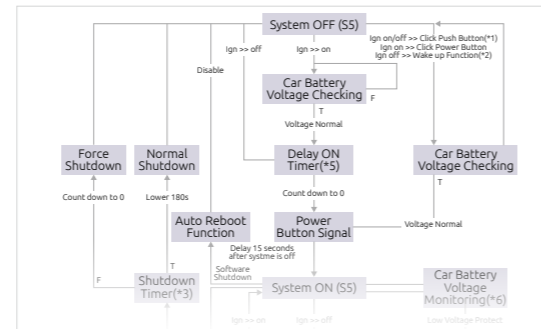 System OFF (S5)
Ign >> off
Ign >> on
Ign on/off >> Click Push Button(*1)
Ign on >> Click Power Button
Ign off >> Wake up Function(*2)
Disable
Car Battery
Voltage Checking
F
T
Voltage Normal
Force
Shutdown
Normal
Shutdown
Delay ON
Timer(*5)
Car Battery
Voltage Checking
T
Count down to 0
Lower 180s
Count down to 0
Auto Reboot
Function
Power
Button Signal
Voltage Normal
Delay 15 seconds
after systme is off
Software
Shutdown
F
T
Shutdown
Timer(*3)
System ON (S5)
Car Battery
Voltage
Monitoring(*6)
Ign >> on
Ign >>off
Low Voltage Protect